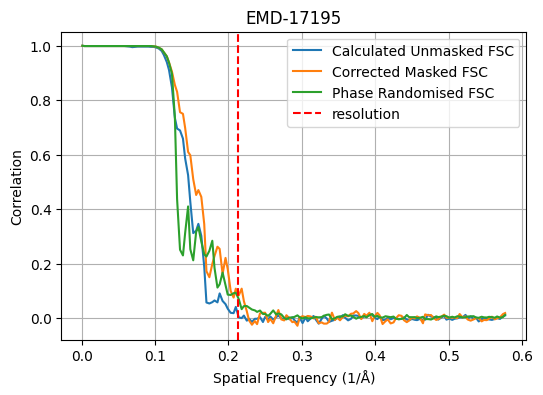 EMD-17195
Calculated Unmasked FSC
Corrected Masked FSC
Phase Randomised FSC
resolution
Correlation
1.0
0.8
0.6
0.4
0.2
0.0
0.0 0.1 0.2 0.3 0.4 0.5 0.6
Spatial Frequency (1/Å)